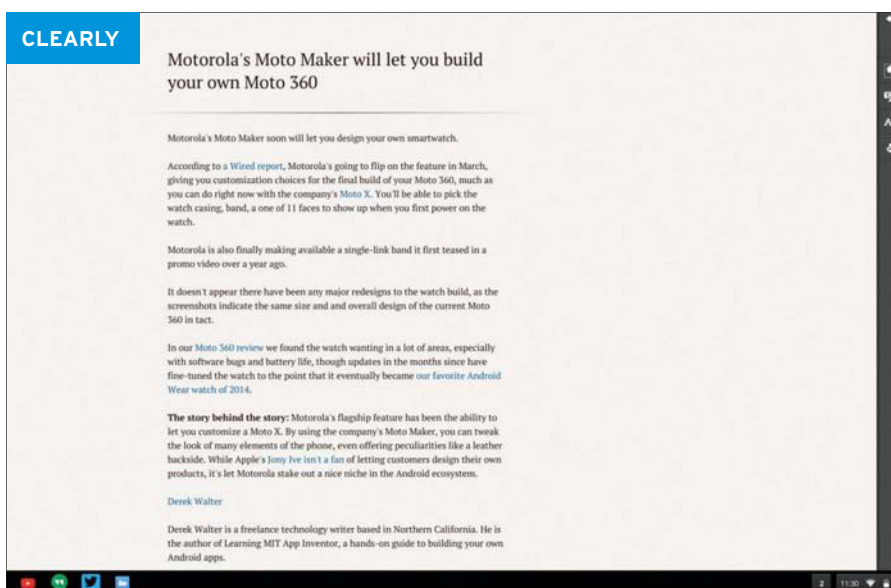 CLEARLY
Motorola's Moto Maker will let you build
your own Moto 360
Motorola's Moto Maker soon will let you design your own smartwatch.
According to a Wired report, Motorola's going to flip on the feature in March,
giving you customization choices for the final build of your Moto 360, much as
you can do right now with the company's Moto X. You'll be able to pick the
watch casing, band, a one of 11 faces to show up when you first power on the
watch.
Motorola is also finally making available a single-link band it first teased in a
promo video over a year ago.
It doesn't appear there have been any major redesigns to the watch build, as the
screenshots indicate the same size and and overall design of the current Moto
360 in tact.
In our Moto 360 review we found the watch wanting in a lot of areas, especially
with software bugs and battery life, though updates in the months since have
fine-tuned the watch to the point that it eventually became our favorite Android
Wear watch of 2014.
The story behind the story: Motorola's flagship feature has been the ability to
let you customize a Moto X. By using the company's Moto Maker, you can tweak
the look of many elements of the phone, even offering peculiarities like a leather
backside. While Apple's Jony Ive isn't a fan of letting customers design their own
products, it's let Motorola stake out a nice niche in the Android ecosystem.
Derek Walter
Derek Walter is a freelance technology writer based in Northern California. He is
the author of Learning MIT App Inventor, a hands-on guide to building your own
Android apps.
2 11:30